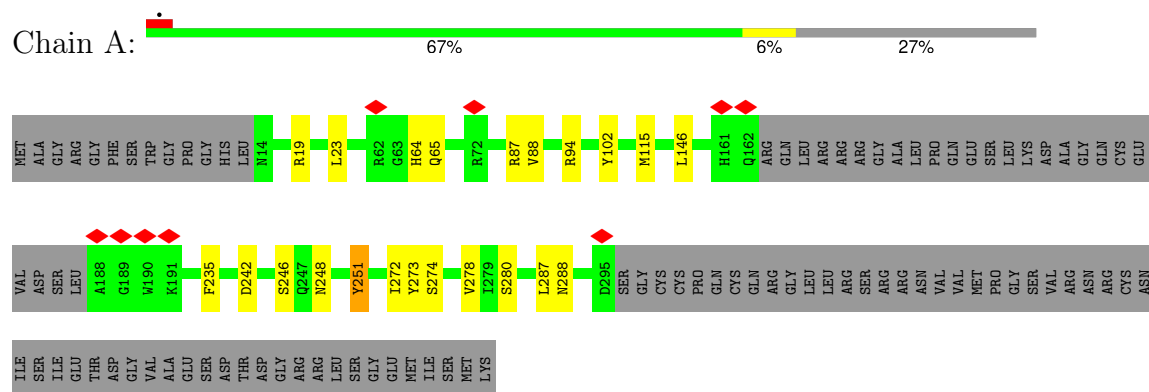 Chain A:
67% 6% 27%
MET ALA GLY ARG GLY PHE SER TRP GLY PRO GLY HIS LEU N14 R19 L23 R62 G63 H64 Q65 R72 R87 V88 R94 Y102 M115 L146 H161 Q162 ARG GLN LEU ARG ARG ARG GLY ALA LEU PRO GLN GLU SER LEU LYS ASP ALA GLY GLN CYS GLU
VAL ASP SER LEU A188 G189 W190 K191 F235 D242 S246 Q247 N248 Y251 I272 Y273 S274 V278 I279 S280 L287 N288 D295 SER GLY CYS CYS PRO GLN CYS GLN ARG GLY LEU LEU ARG SER ARG ARG ASN VAL VAL MET PRO GLY SER VAL ARG ASN ARG CYS ASN
ILE SER ILE GLU THR ASP GLY VAL ALA GLU SER ASP THR ASP GLY ARG ARG LEU SER GLY GLU MET ILE SER MET LYS